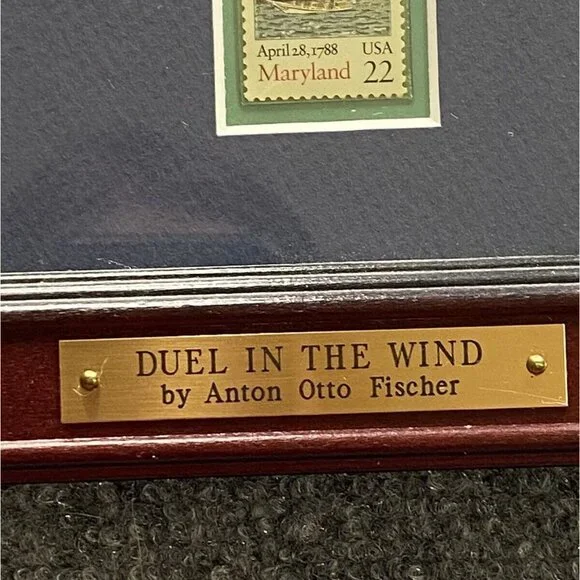 April 28, 1788 USA
Maryland 22
DUEL IN THE WIND
by Anton Otto Fischer